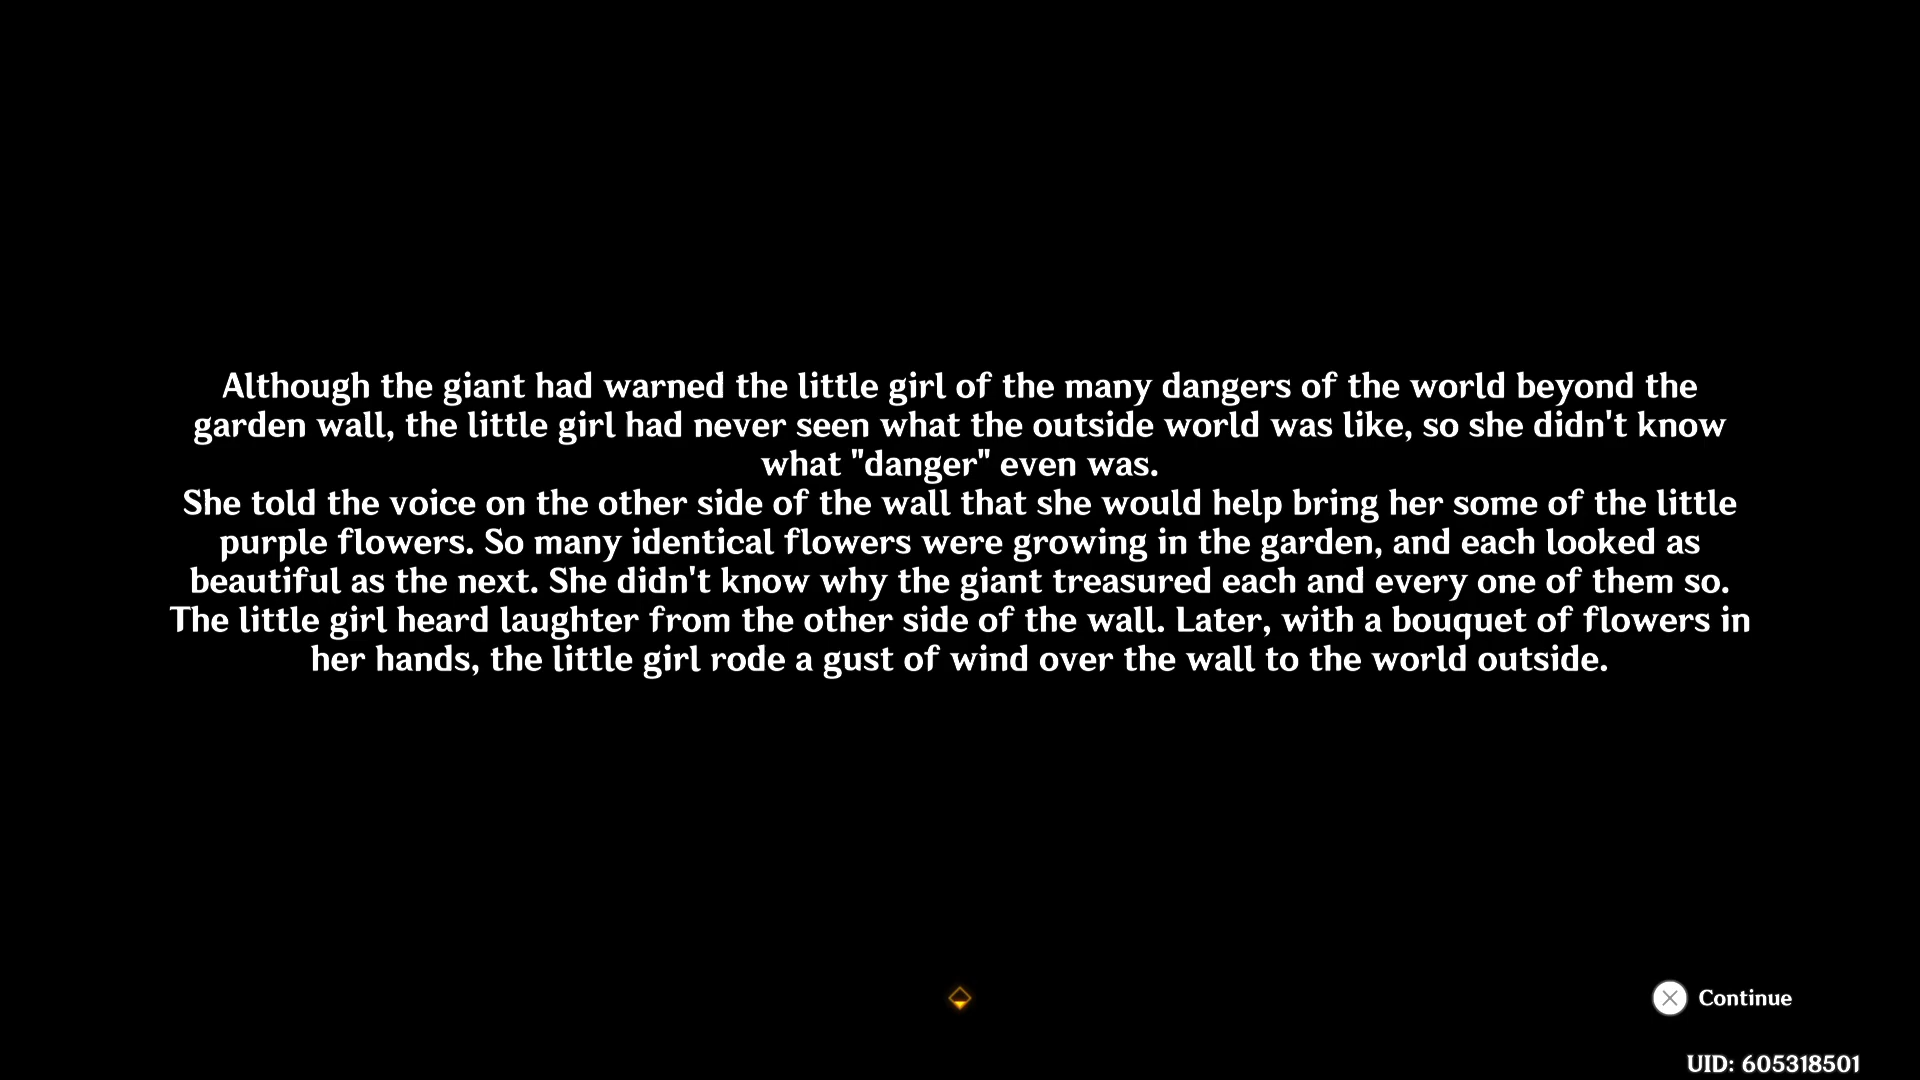 Although the giant had warned the little girl of the many dangers of the world beyond the
garden wall, the little girl had never seen what the outside world was like, so she didn't know
what "danger" even was.
She told the voice on the other side of the wall that she would help bring her some of the little
purple flowers. So many identical flowers were growing in the garden, and each looked as
beautiful as the next. She didn't know why the giant treasured each and every one of them so.
The little girl heard laughter from the other side of the wall. Later, with a bouquet of flowers in
her hands, the little girl rode a gust of wind over the wall to the world outside.
Continue
UID: 605318501